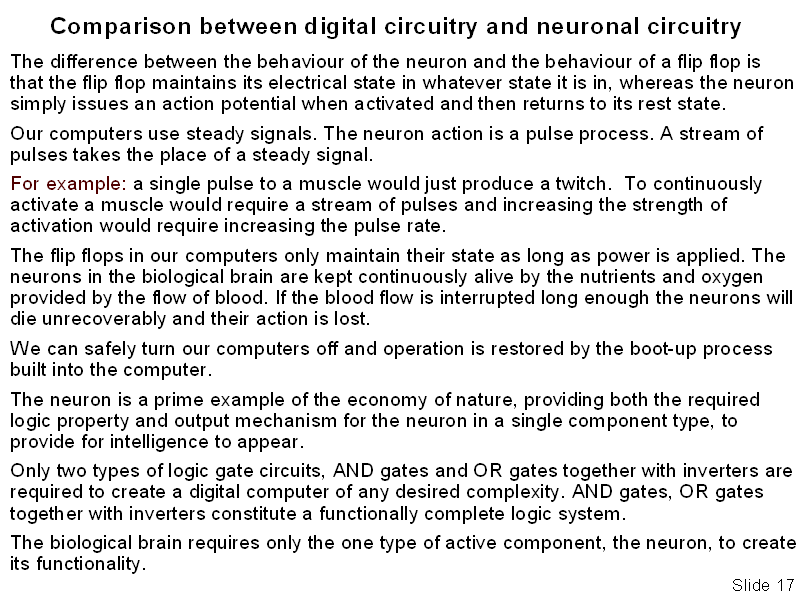 Comparison between digital circuitry and neuronal circuitry
The difference between the behaviour of the neuron and the behaviour of a flip flop is
that the flip flop maintains its electrical state in whatever state it is in, whereas the neuron
simply issues an action potential when activated and then returns to its rest state.
Our computers use steady signals. The neuron action is a pulse process. A stream of
pulses takes the place of a steady signal.
For example: a single pulse to a muscle would just produce a twitch.  To continuously
activate a muscle would require a stream of pulses and increasing the strength of
activation would require increasing the pulse rate.
The flip flops in our computers only maintain their state as long as power is applied. The
neurons in the biological brain are kept continuously alive by the nutrients and oxygen
provided by the flow of blood. If the blood flow is interrupted long enough the neurons will
die unrecoverably and their action is lost.
We can safely turn our computers off and operation is restored by the boot-up process
built into the computer.
The neuron is a prime example of the economy of nature, providing both the required
logic property and output mechanism for the neuron in a single component type, to
provide for intelligence to appear.
Only two types of logic gate circuits, AND gates and OR gates together with inverters are
required to create a digital computer of any desired complexity. AND gates, OR gates
together with inverters constitute a functionally complete logic system.
The biological brain requires only the one type of active component, the neuron, to create
its functionality.
Slide 17